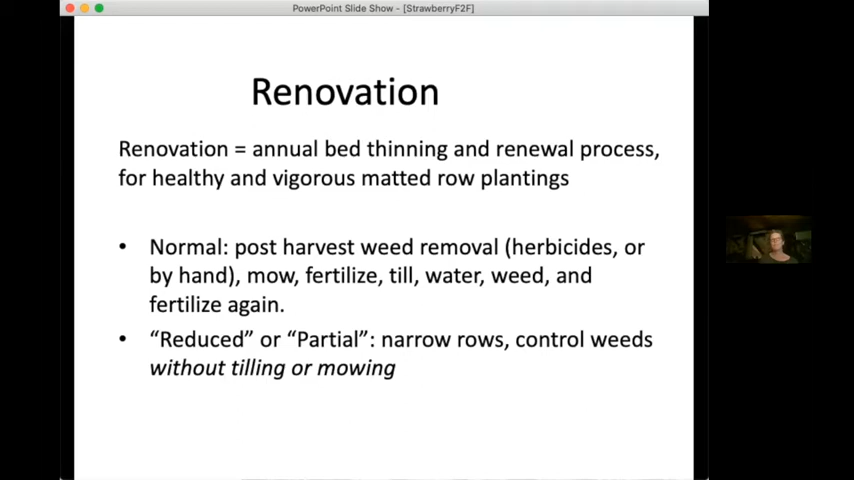 PowerPoint Slide Show - [StrawberryF2F]
Renovation
Renovation = annual bed thinning and renewal process,
for healthy and vigorous matted row plantings
• Normal: post harvest weed removal (herbicides, or
by hand), mow, fertilize, till, water, weed, and
fertilize again.
• “Reduced” or “Partial”: narrow rows, control weeds
without tilling or mowing